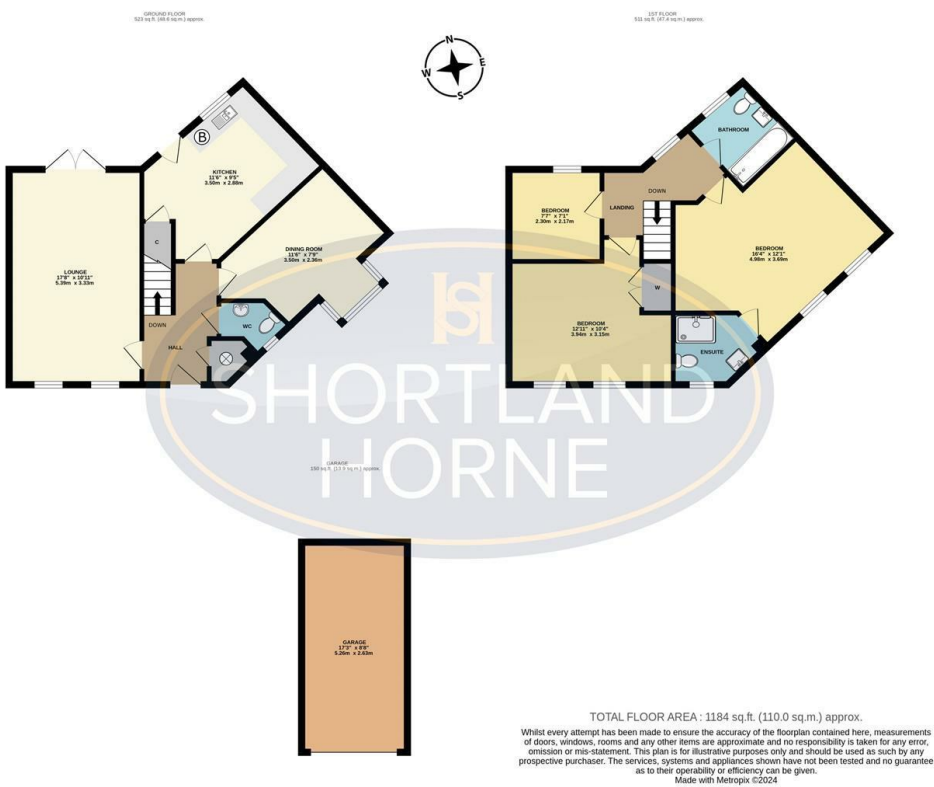 GROUND FLOOR
523 sq.ft. (48.6 sq.m.) approx.
1ST FLOOR
511 sq.ft. (47.4 sq.m.) approx.
N
E
S
W
B
KITCHEN
11'6" x 9'5"
3.50m x 2.88m
C
LOUNGE
17'8" x 10'11"
5.39m x 3.33m
DINING ROOM
11'6" x 7'9"
3.50m x 2.36m
DOWN
WC
HALL
BATHROOM
DOWN
LANDING
BEDROOM
7'7" x 7'1"
2.30m x 2.17m
BEDROOM
16'4" x 12'1"
4.98m x 3.69m
W
BEDROOM
12'11" x 10'4"
3.94m x 3.15m
ENSUITE
SH
SHORTLAND
HORNE
GARAGE
150 sq.ft. (13.9 sq.m.) approx.
GARAGE
17'3" x 8'8"
5.26m x 2.63m
TOTAL FLOOR AREA : 1184 sq.ft. (110.0 sq.m.) approx.
Whilst every attempt has been made to ensure the accuracy of the floorplan contained here, measurements
of doors, windows, rooms and any other items are approximate and no responsibility is taken for any error,
omission or mis-statement. This plan is for illustrative purposes only and should be used as such by any
prospective purchaser. The services, systems and appliances shown have not been tested and no guarantee
as to their operability or efficiency can be given.
Made with Metropix ©2024